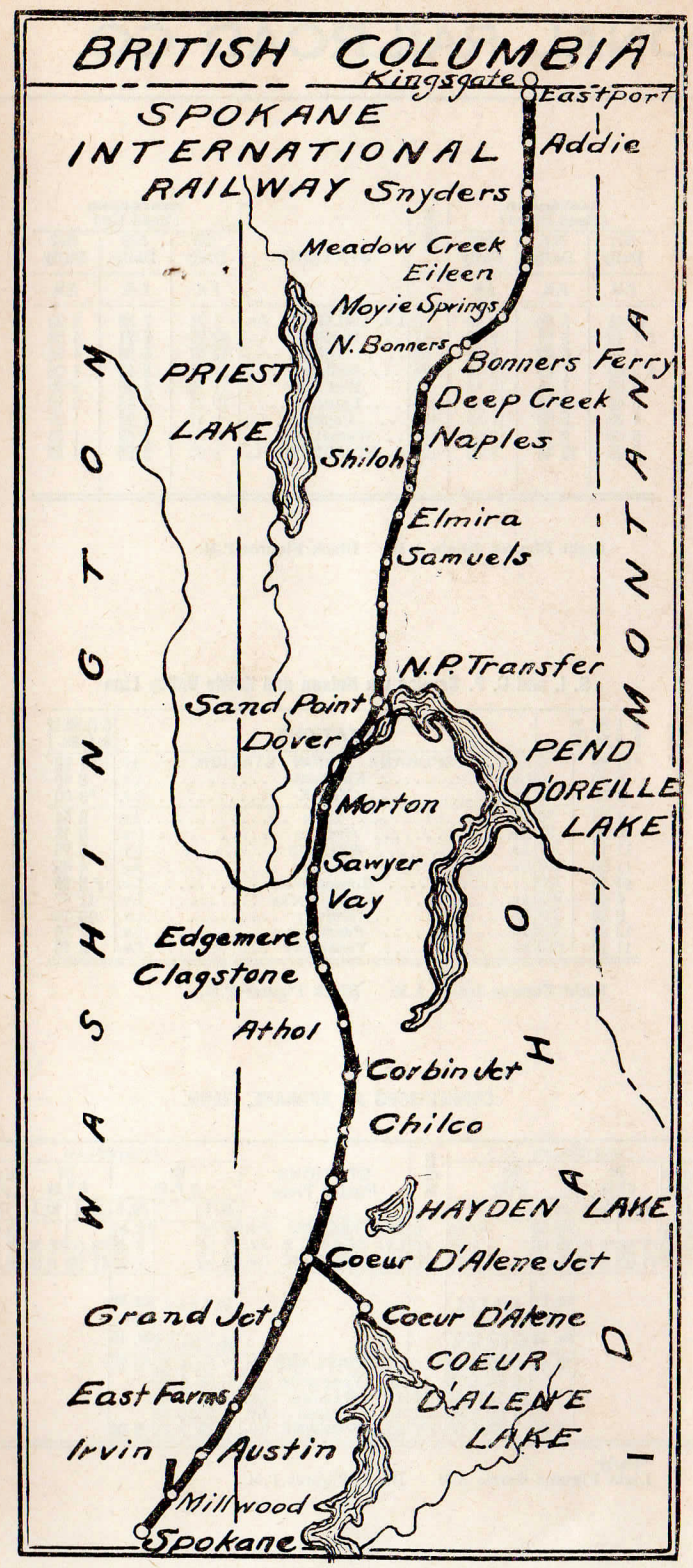 BRITISH COLUMBIA
Kingsgate
Eastport
SPOKANE
INTERNATIONAL
RAILWAY
Addie
Snyders
Meadow Creek
Eileen
Moyie Springs
N. Bonners
Bonners Ferry
PRIEST
LAKE
Deep Creek
Naples
Shiloh
Elmira
Samuels
MONTANA
WASHINGTON
N.P. Transfer
Sand Point
Dover
PEND
D'OREILLE
LAKE
Morton
Sawyer
Vay
Edgemere
Clagstone
Athol
Corbin Jct
Chilco
IDAHO
HAYDEN LAKE
Coeur D'Alene Jct
Grand Jct
Coeur D'Alene
COEUR
D'ALENE
LAKE
East Farms
Irvin
Austin
Millwood
Spokane